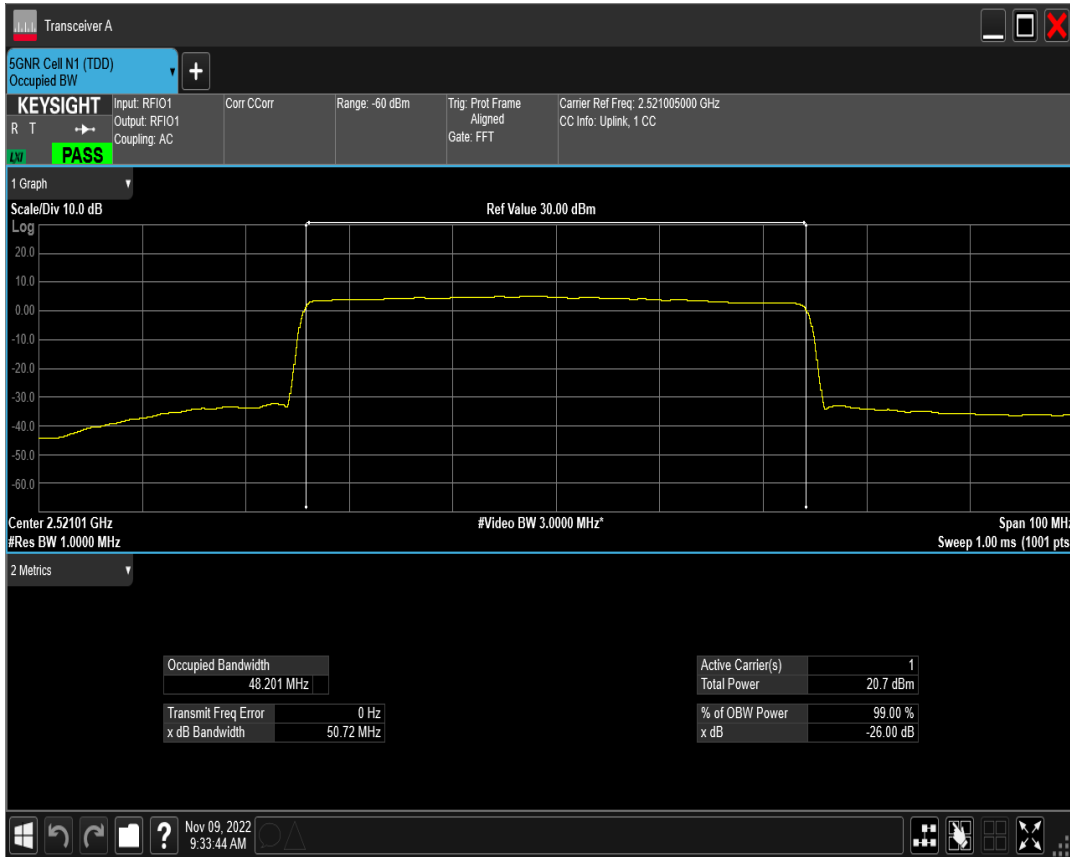 Transceiver A
5GNR Cell N1 (TDD)
Occupied BW
+
KEYSIGHT
R T
LXI
PASS
Input: RFIO1
Output: RFIO1
Coupling: AC
Corr CCorr
Range: -60 dBm
Trig: Prot Frame
Aligned
Gate: FFT
Carrier Ref Freq: 2.521005000 GHz
CC Info: Uplink, 1 CC
1 Graph
Scale/Div 10.0 dB
Ref Value 30.00 dBm
Log
20.0
10.0
0.00
-10.0
-20.0
-30.0
-40.0
-50.0
-60.0
Center 2.52101 GHz
#Video BW 3.0000 MHz*
Span 100 MHz
#Res BW 1.0000 MHz
Sweep 1.00 ms (1001 pts
2 Metrics
Occupied Bandwidth
48.201 MHz
Transmit Freq Error 0 Hz
x dB Bandwidth 50.72 MHz
Active Carrier(s) 1
Total Power 20.7 dBm
% of OBW Power 99.00 %
x dB -26.00 dB
?
Nov 09, 2022
9:33:44 AM